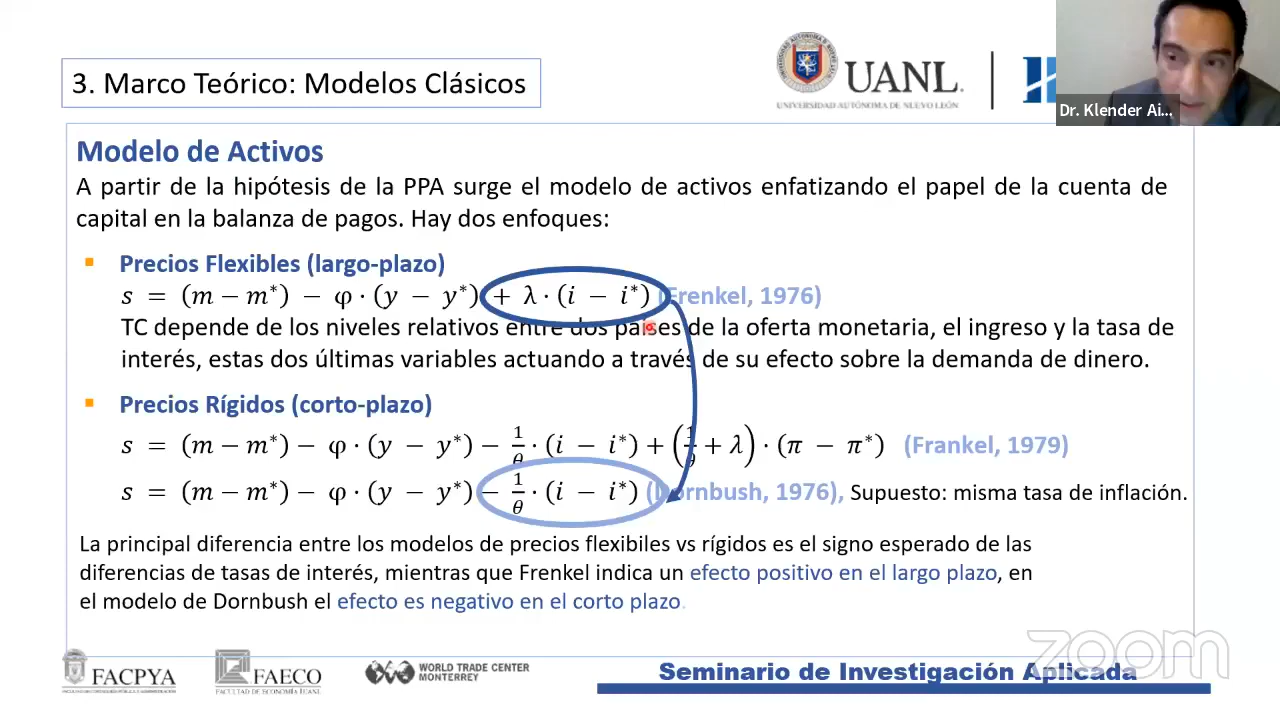 3. Marco Teórico: Modelos Clásicos
UANL
UNIVERSIDAD AUTÓNOMA DE NUEVO LEÓN
Dr. Klender Ai...
Modelo de Activos
A partir de la hipótesis de la PPA surge el modelo de activos enfatizando el papel de la cuenta de
capital en la balanza de pagos. Hay dos enfoques:
▪ Precios Flexibles (largo-plazo)
s = (m − m*) − φ · (y − y*) + λ · (i − i*) (Frenkel, 1976)
TC depende de los niveles relativos entre dos países de la oferta monetaria, el ingreso y la tasa de
interés, estas dos últimas variables actuando a través de su efecto sobre la demanda de dinero.
▪ Precios Rígidos (corto-plazo)
s = (m − m*) − φ · (y − y*) − 1/θ · (i − i*) + (1/θ + λ) · (π − π*) (Frankel, 1979)
s = (m − m*) − φ · (y − y*) − 1/θ · (i − i*) (Dornbush, 1976), Supuesto: misma tasa de inflación.
La principal diferencia entre los modelos de precios flexibiles vs rígidos es el signo esperado de las
diferencias de tasas de interés, mientras que Frenkel indica un efecto positivo en el largo plazo, en
el modelo de Dornbush el efecto es negativo en el corto plazo.
zoom
FACPYA
FAECO
FACULTAD DE ECONOMÍA UANL
WORLD TRADE CENTER
MONTERREY
Seminario de Investigación Aplicada